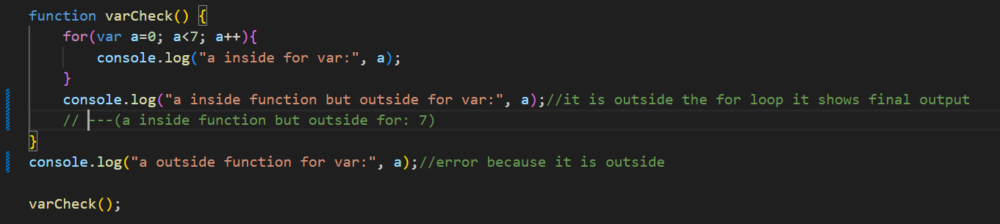 function varCheck() {
    for(var a=0; a<7; a++){
        console.log("a inside for var:", a);
    }
    console.log("a inside function but outside for var:", a);//it is outside the for loop it shows final output
    // ---(a inside function but outside for: 7)
}
console.log("a outside function for var:", a);//error because it is outside

varCheck();